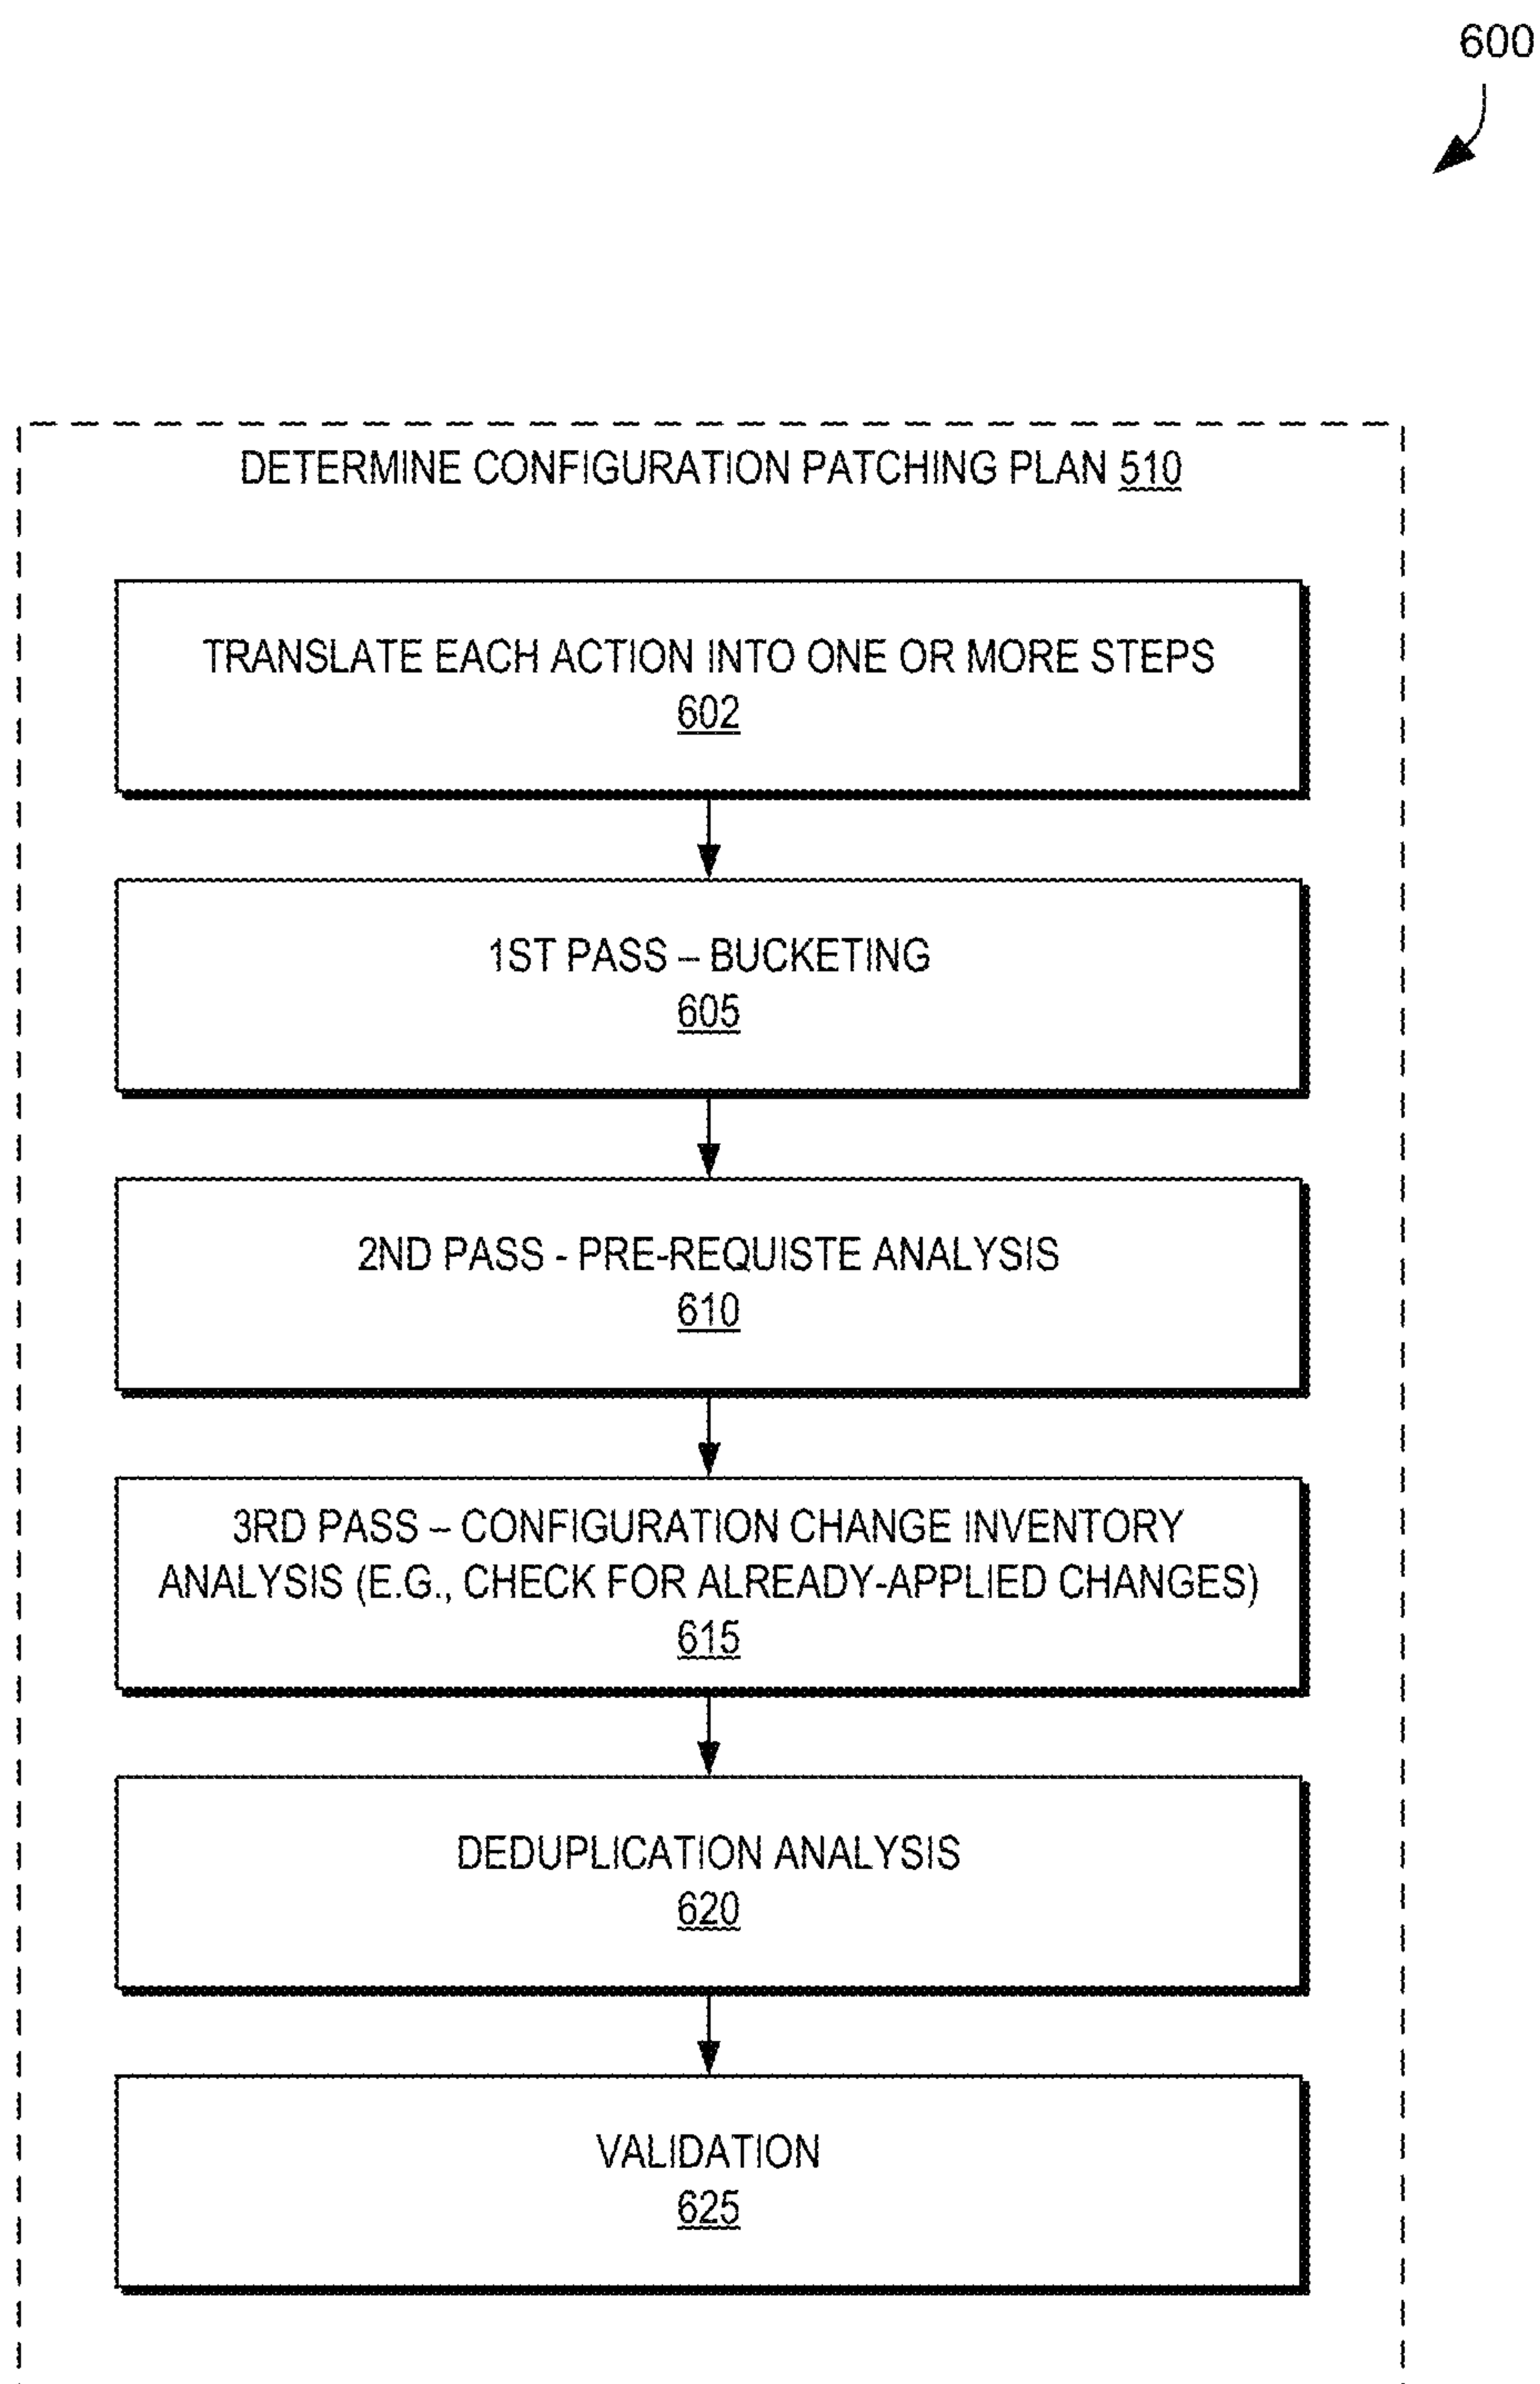 600
DETERMINE CONFIGURATION PATCHING PLAN 510
TRANSLATE EACH ACTION INTO ONE OR MORE STEPS
602
1ST PASS – BUCKETING
605
2ND PASS - PRE-REQUISTE ANALYSIS
610
3RD PASS – CONFIGURATION CHANGE INVENTORY
ANALYSIS (E.G., CHECK FOR ALREADY-APPLIED CHANGES)
615
DEDUPLICATION ANALYSIS
620
VALIDATION
625